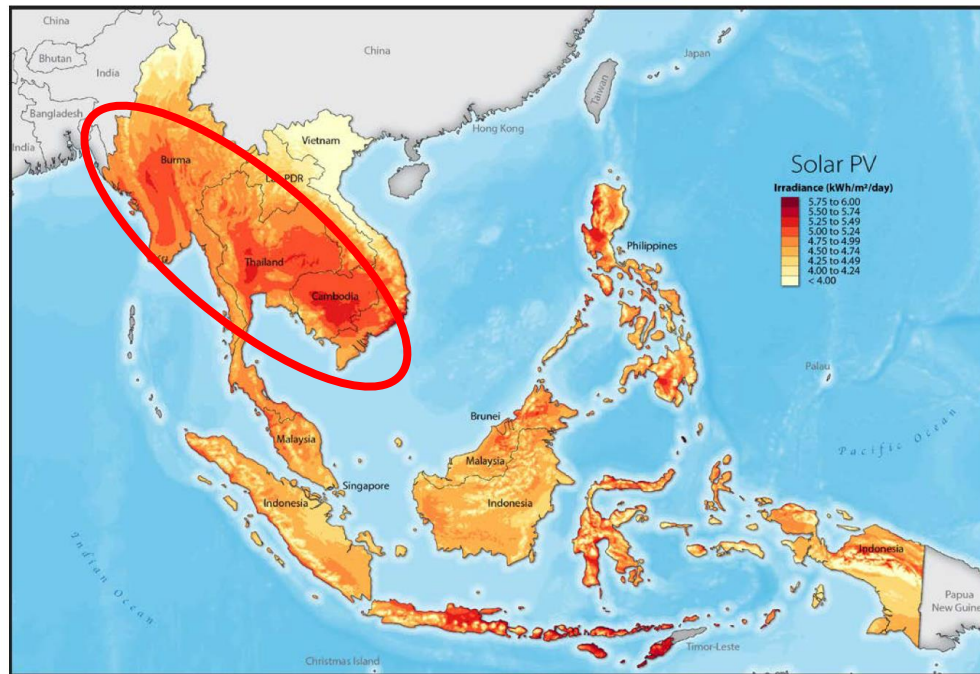 China
China
Bhutan
India
Japan
Taiwan
Bangladesh
India
Hong Kong
Vietnam
Burma
PDR
Solar PV
Irradiance (kWh/m²/day)
5.75 to 6.00
5.50 to 5.74
5.25 to 5.49
5.00 to 5.24
4.75 to 4.99
4.50 to 4.74
4.25 to 4.49
4.00 to 4.24
< 4.00
Philippines
Thailand
Cambodia
Palau
Brunei
Pacific Ocean
Malaysia
Malaysia
Singapore
Indonesia
Indonesia
Indonesia
Indian Ocean
Papua
New Guine
Timor-Leste
Christmas Island